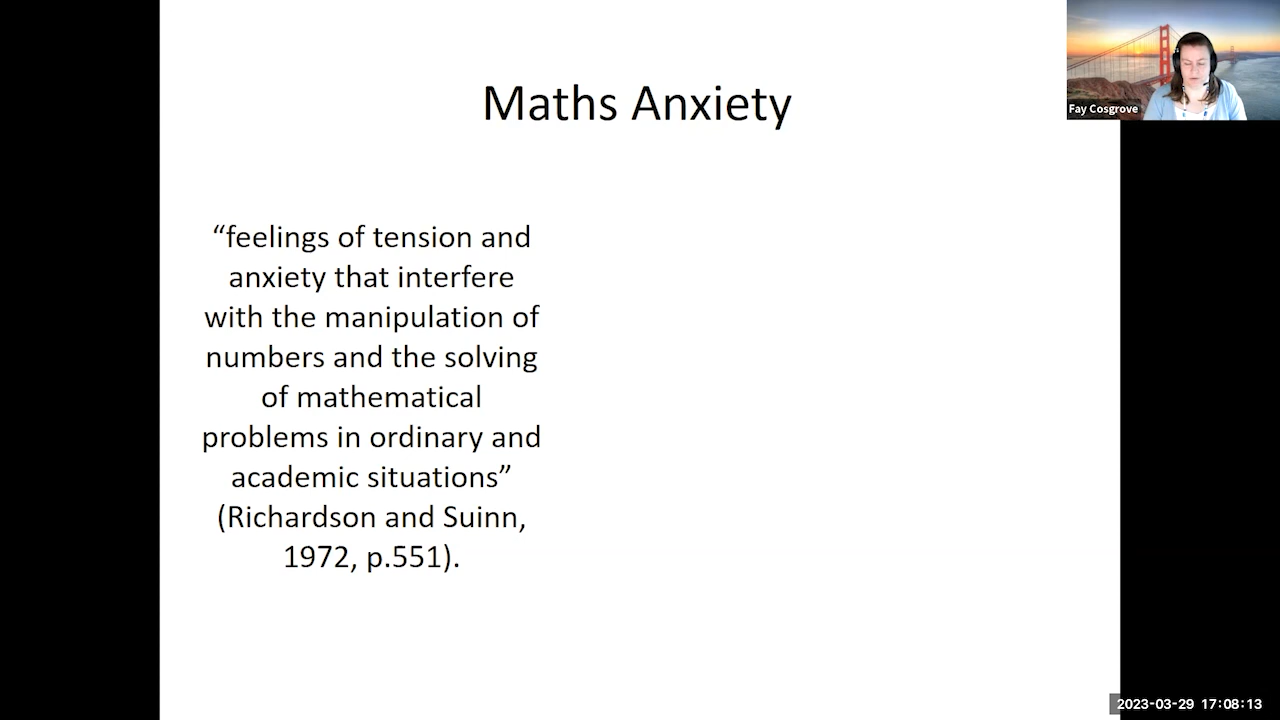 Maths Anxiety
Fay Cosgrove
“feelings of tension and
anxiety that interfere
with the manipulation of
numbers and the solving
of mathematical
problems in ordinary and
academic situations”
(Richardson and Suinn,
1972, p.551).
2023-03-29 17:08:13